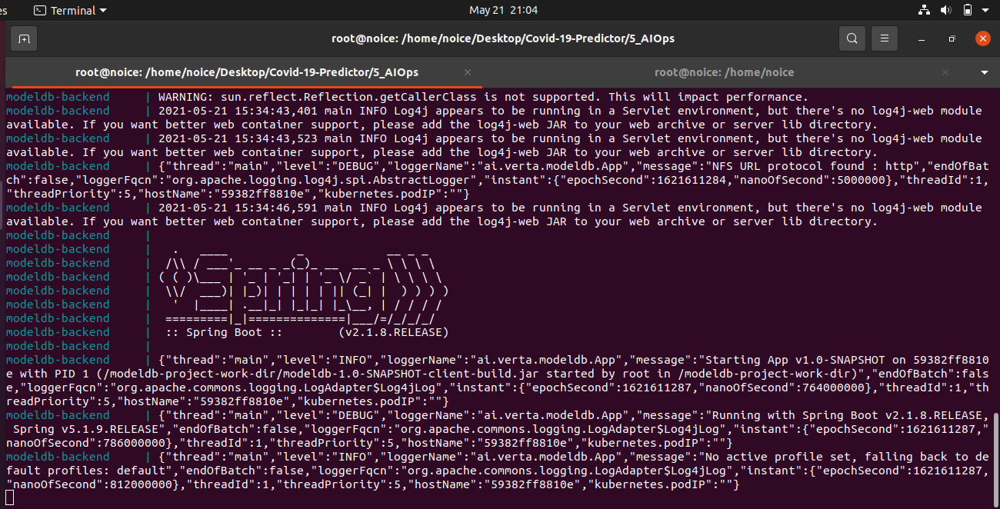 es Terminal May 21 21:04
root@noice: /home/noice/Desktop/Covid-19-Predictor/5_AIOps
root@noice: /home/noice/Desktop/Covid-19-Predictor/5_AIOps × root@noice: /home/noice ×
modeldb-backend     | WARNING: sun.reflect.Reflection.getCallerClass is not supported. This will impact performance.
modeldb-backend     | 2021-05-21 15:34:43,401 main INFO Log4j appears to be running in a Servlet environment, but there's no log4j-web module
available. If you want better web container support, please add the log4j-web JAR to your web archive or server lib directory.
modeldb-backend     | 2021-05-21 15:34:43,523 main INFO Log4j appears to be running in a Servlet environment, but there's no log4j-web module
available. If you want better web container support, please add the log4j-web JAR to your web archive or server lib directory.
modeldb-backend     | {"thread":"main","level":"DEBUG","loggerName":"ai.verta.modeldb.App","message":"NFS URL protocol found : http","endOfBat
ch":false,"loggerFqcn":"org.apache.logging.log4j.spi.AbstractLogger","instant":{"epochSecond":1621611284,"nanoOfSecond":5000000},"threadId":1,
"threadPriority":5,"hostName":"59382ff8810e","kubernetes.podIP":""}
modeldb-backend     | 2021-05-21 15:34:46,591 main INFO Log4j appears to be running in a Servlet environment, but there's no log4j-web module
available. If you want better web container support, please add the log4j-web JAR to your web archive or server lib directory.
modeldb-backend     |
modeldb-backend     |   .   ____          _            __ _ _
modeldb-backend     |  /\\ / ___'_ __ _ _(_)_ __  __ _ \ \ \ \
modeldb-backend     | ( ( )\___ | '_ | '_| | '_ \/ _` | \ \ \ \
modeldb-backend     |  \\/  ___)| |_)| | | | | || (_| |  ) ) ) )
modeldb-backend     |   '  |____| .__|_| |_|_| |_\__, | / / / /
modeldb-backend     |  =========|_|==============|___/=/_/_/_/
modeldb-backend     |  :: Spring Boot ::        (v2.1.8.RELEASE)
modeldb-backend     |
modeldb-backend     | {"thread":"main","level":"INFO","loggerName":"ai.verta.modeldb.App","message":"Starting App v1.0-SNAPSHOT on 59382ff8810
e with PID 1 (/modeldb-project-work-dir/modeldb-1.0-SNAPSHOT-client-build.jar started by root in /modeldb-project-work-dir)","endOfBatch":fals
e,"loggerFqcn":"org.apache.commons.logging.LogAdapter$Log4jLog","instant":{"epochSecond":1621611287,"nanoOfSecond":764000000},"threadId":1,"th
readPriority":5,"hostName":"59382ff8810e","kubernetes.podIP":""}
modeldb-backend     | {"thread":"main","level":"DEBUG","loggerName":"ai.verta.modeldb.App","message":"Running with Spring Boot v2.1.8.RELEASE,
 Spring v5.1.9.RELEASE","endOfBatch":false,"loggerFqcn":"org.apache.commons.logging.LogAdapter$Log4jLog","instant":{"epochSecond":1621611287,"
nanoOfSecond":786000000},"threadId":1,"threadPriority":5,"hostName":"59382ff8810e","kubernetes.podIP":""}
modeldb-backend     | {"thread":"main","level":"INFO","loggerName":"ai.verta.modeldb.App","message":"No active profile set, falling back to de
fault profiles: default","endOfBatch":false,"loggerFqcn":"org.apache.commons.logging.LogAdapter$Log4jLog","instant":{"epochSecond":1621611287,
"nanoOfSecond":812000000},"threadId":1,"threadPriority":5,"hostName":"59382ff8810e","kubernetes.podIP":""}